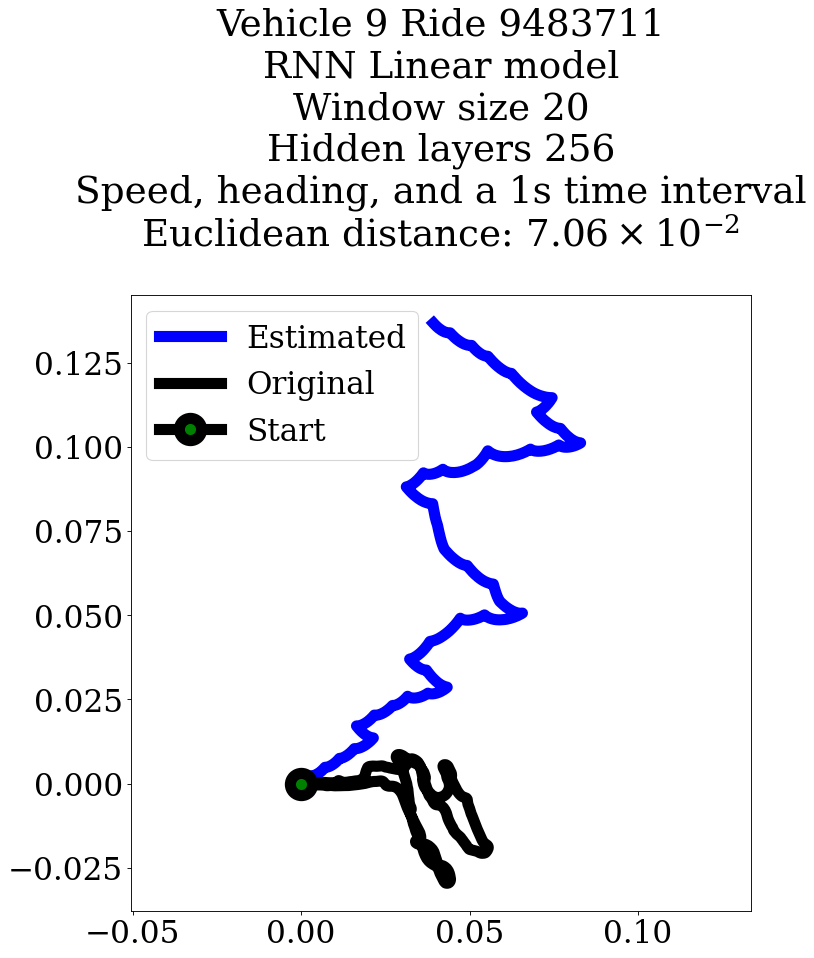 Vehicle 9 Ride 9483711
RNN Linear model
Window size 20
Hidden layers 256
Speed, heading, and a 1s time interval
Euclidean distance: 7.06 × 10⁻²
Estimated
Original
Start
0.125
0.100
0.075
0.050
0.025
0.000
−0.025
−0.05 0.00 0.05 0.10